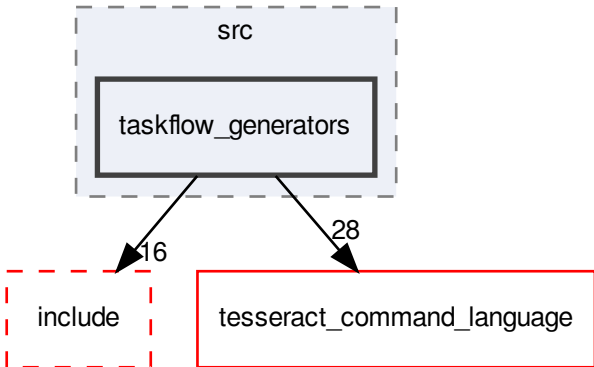 src
taskflow_generators
16
28
include
tesseract_command_language